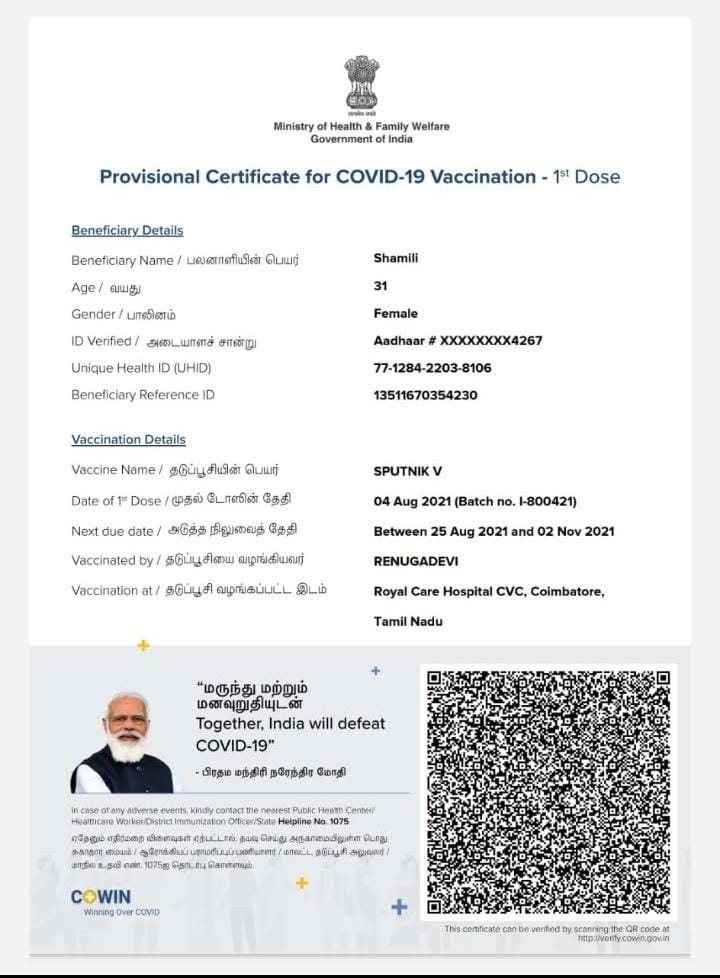 सत्यमेव जयते
Ministry of Health & Family Welfare
Government of India
Provisional Certificate for COVID-19 Vaccination - 1st Dose
Beneficiary Details
Beneficiary Name / பலனாளியின் பெயர் Shamili
Age / வயது 31
Gender / பாலினம் Female
ID Verified / அடையாளச் சான்று Aadhaar # XXXXXXXX4267
Unique Health ID (UHID) 77-1284-2203-8106
Beneficiary Reference ID 13511670354230
Vaccination Details
Vaccine Name / தடுப்பூசியின் பெயர் SPUTNIK V
Date of 1st Dose / முதல் டோஸின் தேதி 04 Aug 2021 (Batch no. I-800421)
Next due date / அடுத்த நிலுவைத் தேதி Between 25 Aug 2021 and 02 Nov 2021
Vaccinated by / தடுப்பூசியை வழங்கியவர் RENUGADEVI
Vaccination at / தடுப்பூசி வழங்கப்பட்ட இடம் Royal Care Hospital CVC, Coimbatore,
Tamil Nadu
“மருந்து மற்றும்
மனவுறுதியுடன்
Together, India will defeat
COVID-19”
- பிரதம மந்திரி நரேந்திர மோதி
In case of any adverse events, kindly contact the nearest Public Health Center/
Healthcare Worker/District Immunization Officer/State Helpline No. 1075
ஏதேனும் எதிர்மறை விளைவுகள் ஏற்பட்டால், தயவு செய்து அருகாமையிலுள்ள பொது
சுகாதார மையம் / ஆரோக்கியப் பராமரிப்புப் பணியாளர் / மாவட்ட தடுப்பூசி அலுவலர் /
மாநில உதவி எண். 1075ஐ தொடர்பு கொள்ளவும்.
COWIN
Winning Over COVID
This certificate can be verified by scanning the QR code at
http://verify.cowin.gov.in